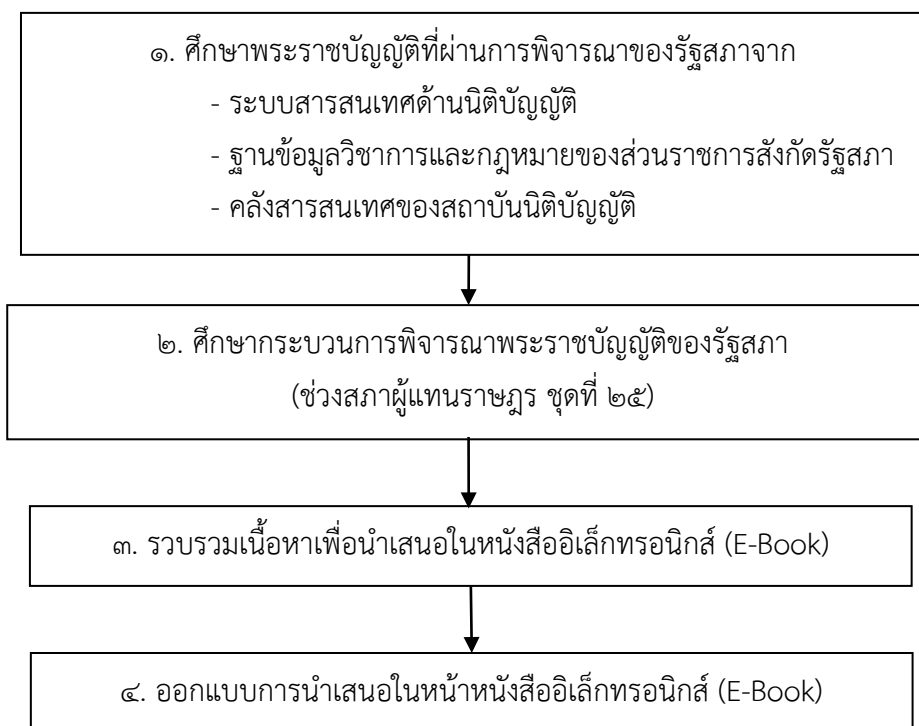 ๑. ศึกษาพระราชบัญญัติที่ผ่านการพิจารณาของรัฐสภาจาก
- ระบบสารสนเทศด้านนิติบัญญัติ
- ฐานข้อมูลวิชาการและกฎหมายของส่วนราชการสังกัดรัฐสภา
- คลังสารสนเทศของสถาบันนิติบัญญัติ
๒. ศึกษากระบวนการพิจารณาพระราชบัญญัติของรัฐสภา
(ช่วงสภาผู้แทนราษฎร ชุดที่ ๒๕)
๓. รวบรวมเนื้อหาเพื่อนำเสนอในหนังสืออิเล็กทรอนิกส์ (E-Book)
๔. ออกแบบการนำเสนอในหน้าหนังสืออิเล็กทรอนิกส์ (E-Book)